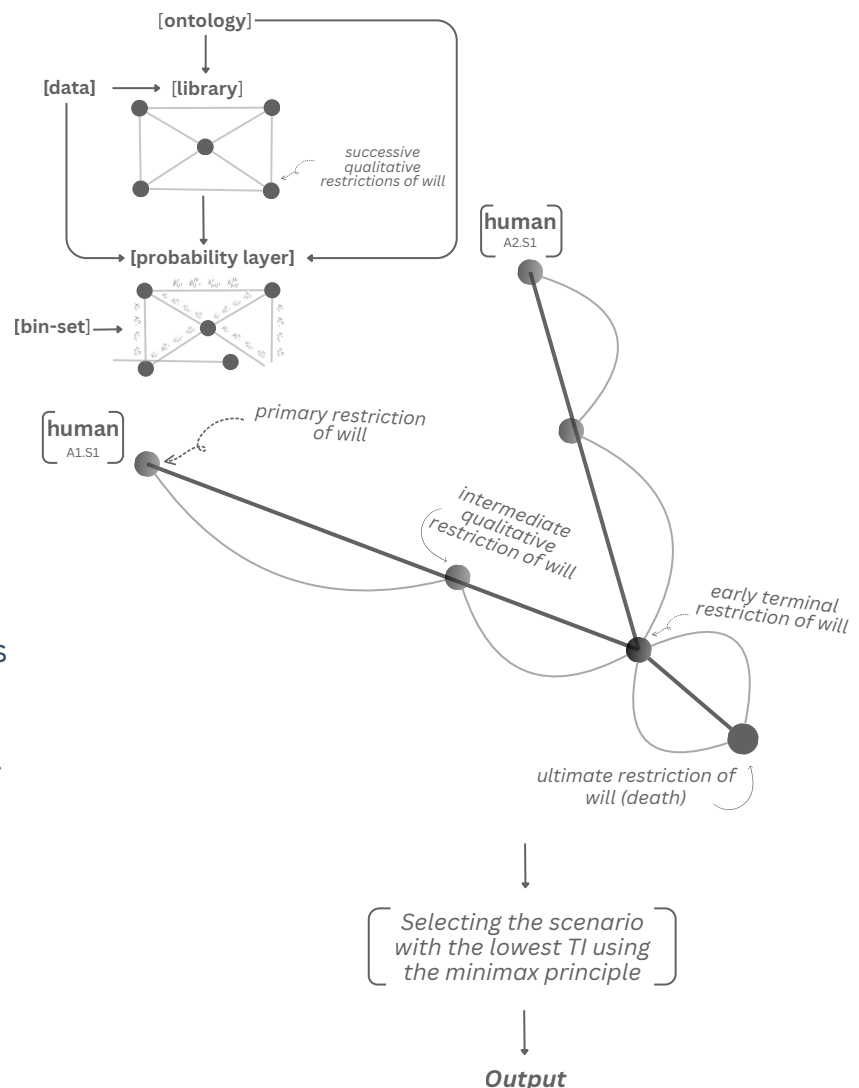 [ontology]
[data]
[library]
successive
qualitative
restrictions of will
[probability layer]
[bin-set]
human
A2.S1
human
A1.S1
primary restriction
of will
intermediate
qualitative
restriction of will
early terminal
restriction of will
s
ultimate restriction of
will (death)
Selecting the scenario
with the lowest TI using
the minimax principle
Output